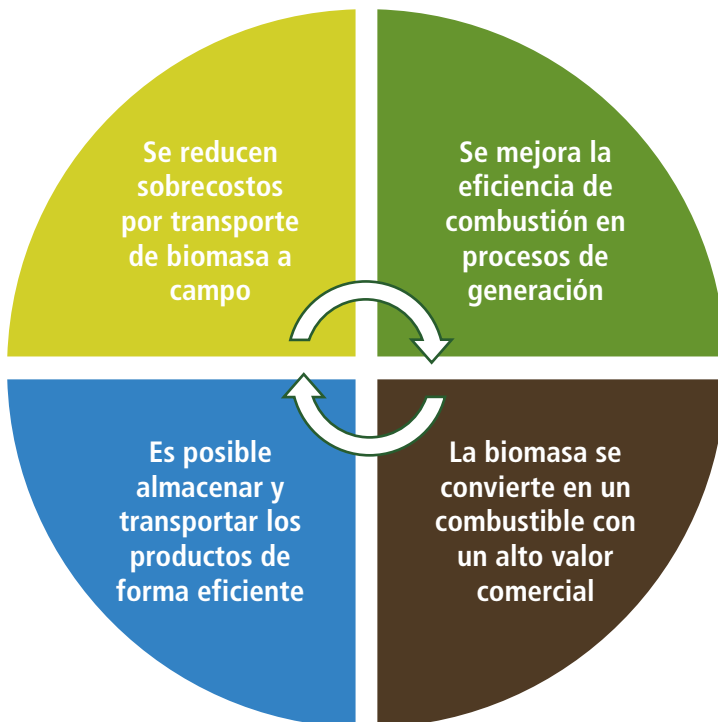 Se reducen
sobrecostos
por transporte
de biomasa a
campo
Se mejora la
eficiencia de
combustión en
procesos de
generación
Es posible
almacenar y
transportar los
productos de
forma eficiente
La biomasa se
convierte en un
combustible con
un alto valor
comercial